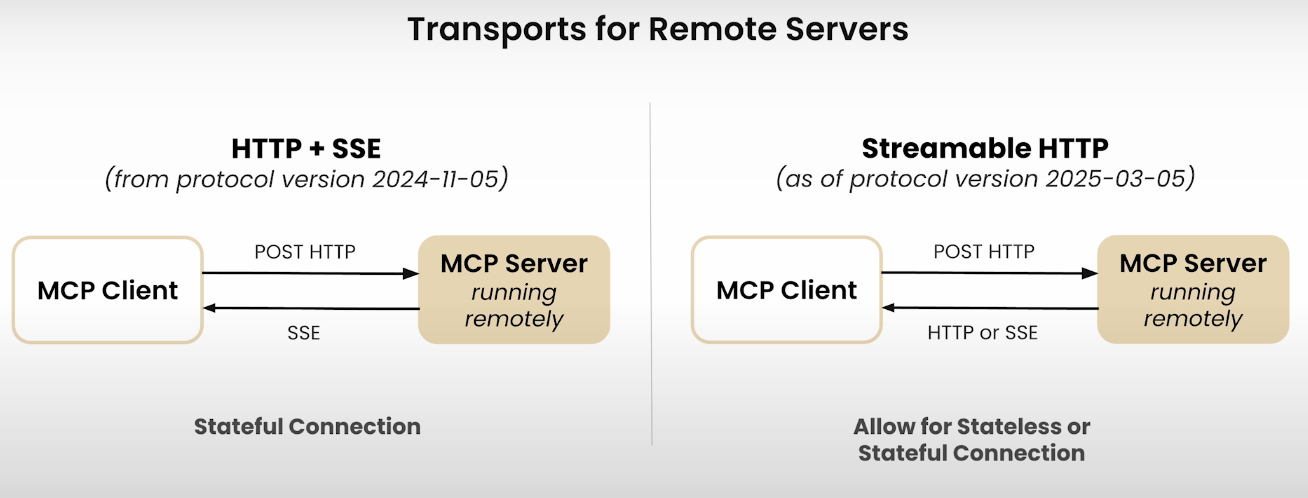 Transports for Remote Servers
HTTP + SSE
(from protocol version 2024-11-05)
MCP Client
POST HTTP
SSE
MCP Server
running
remotely
Stateful Connection
Streamable HTTP
(as of protocol version 2025-03-05)
MCP Client
POST HTTP
HTTP or SSE
MCP Server
running
remotely
Allow for Stateless or
Stateful Connection